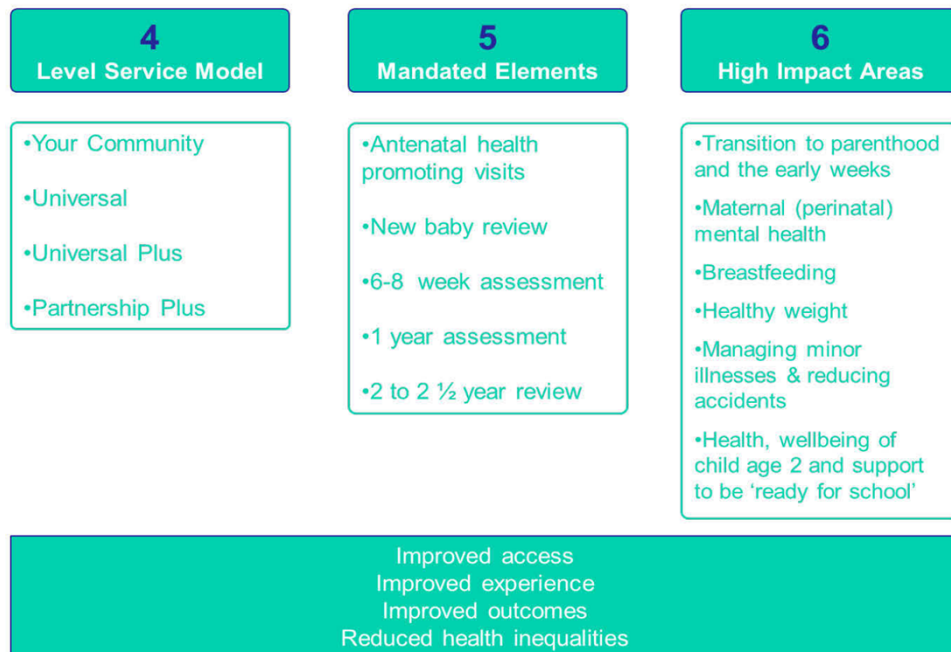 4
Level Service Model
•Your Community
•Universal
•Universal Plus
•Partnership Plus
5
Mandated Elements
•Antenatal health
promoting visits
•New baby review
•6-8 week assessment
•1 year assessment
•2 to 2 ½ year review
6
High Impact Areas
•Transition to parenthood
and the early weeks
•Maternal (perinatal)
mental health
•Breastfeeding
•Healthy weight
•Managing minor
illnesses & reducing
accidents
•Health, wellbeing of
child age 2 and support
to be ‘ready for school’
Improved access
Improved experience
Improved outcomes
Reduced health inequalities